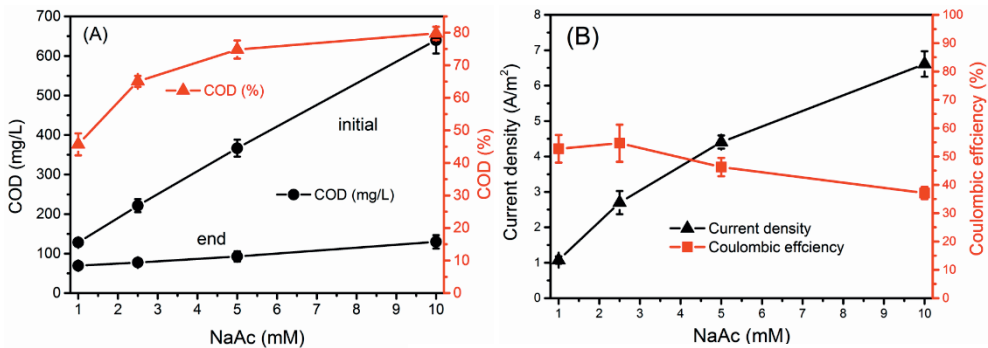 (A)
COD (mg/L)
700
600
500
400
300
200
100
0
COD (%)
initial
COD (mg/L)
end
80
70
60
50
40
30
20
10
0
COD (%)
1 2 3 4 5 6 7 8 9 10
NaAc (mM)
(B)
Current density (A/m²)
8
7
6
5
4
3
2
1
0
Current density
Coulombic effciency
100
90
80
70
60
50
40
30
20
10
0
Coulombic effciency (%)
1 2 3 4 5 6 7 8 9 10
NaAc (mM)